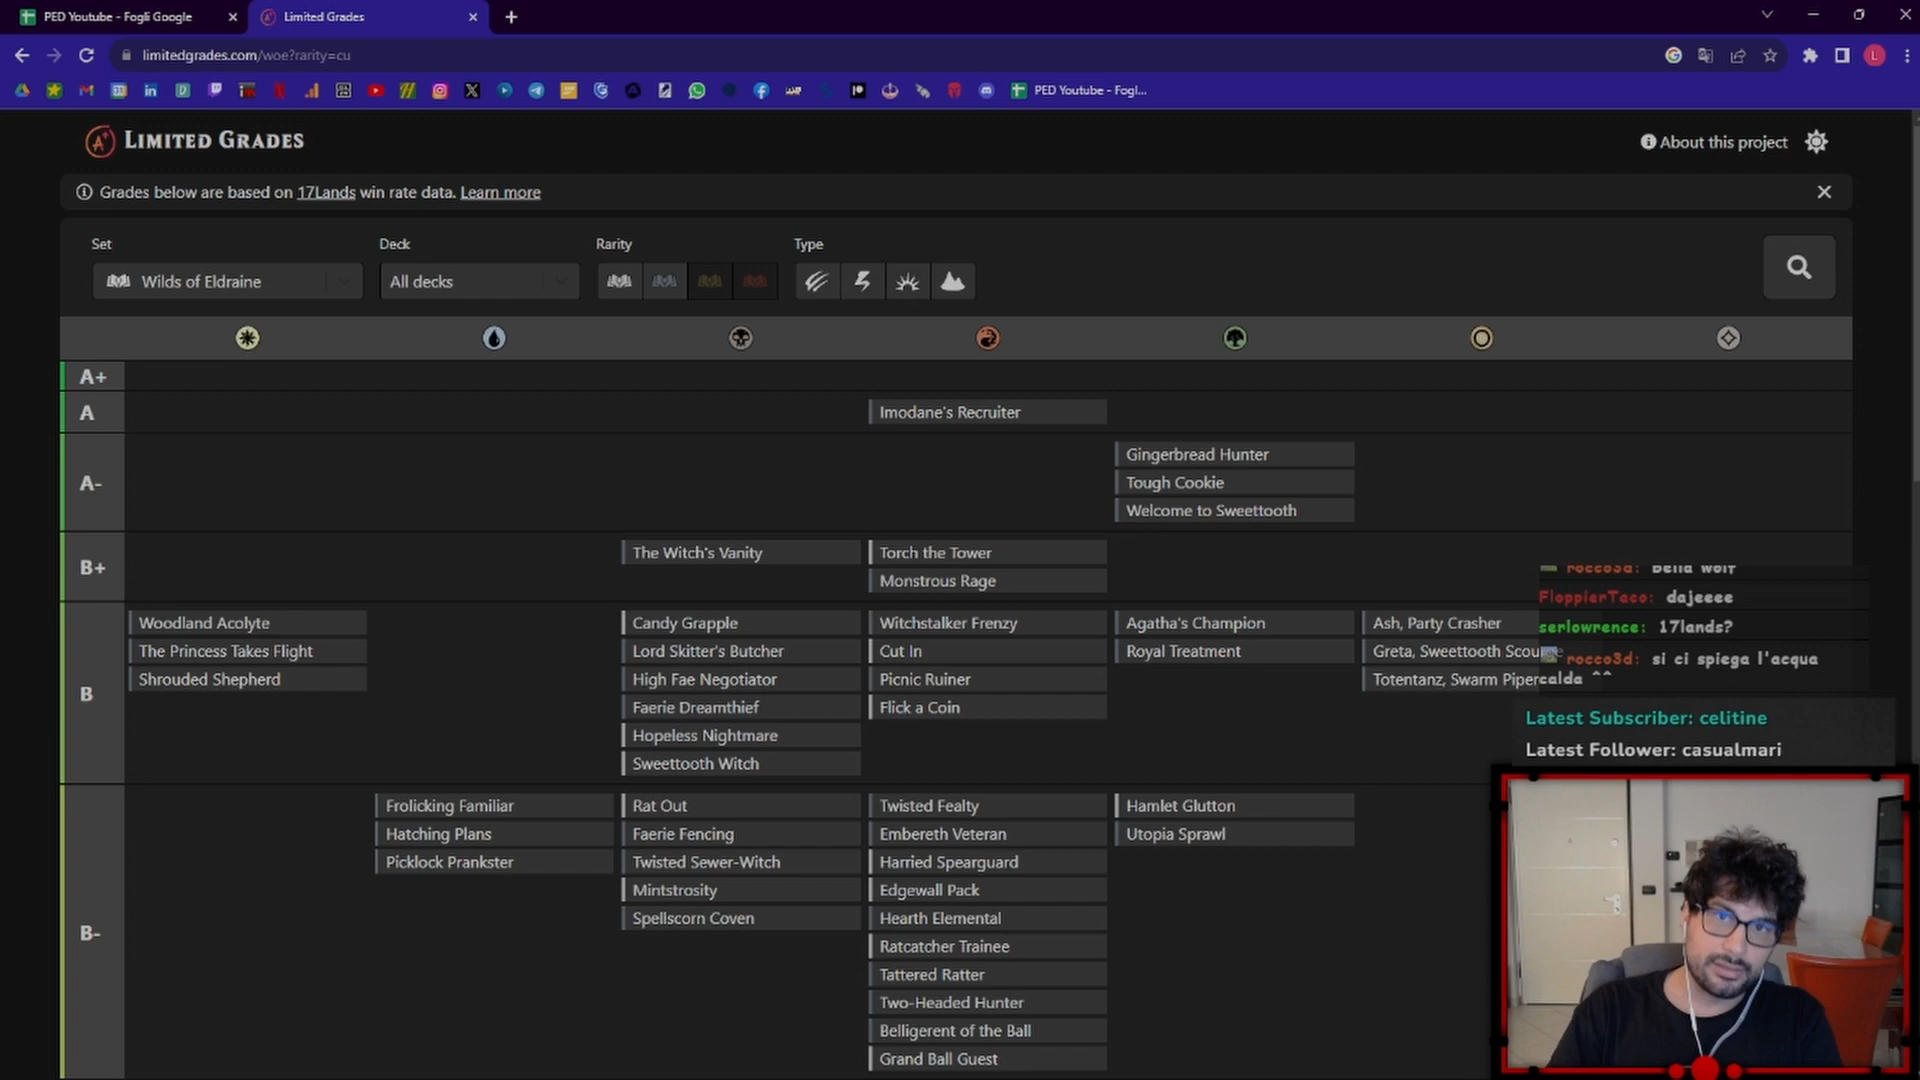 PED Youtube - Fogli Google
Limited Grades
limitedgrades.com/woe?rarity=cu
PED Youtube - Fogl...
LIMITED GRADES
About this project
Grades below are based on 17Lands win rate data. Learn more
Set
Deck
Rarity
Type
Wilds of Eldraine
All decks
A+
A
Imodane's Recruiter
A-
Gingerbread Hunter
Tough Cookie
Welcome to Sweettooth
B+
The Witch's Vanity
Torch the Tower
Monstrous Rage
B
Woodland Acolyte
The Princess Takes Flight
Shrouded Shepherd
Candy Grapple
Lord Skitter's Butcher
High Fae Negotiator
Faerie Dreamthief
Hopeless Nightmare
Sweettooth Witch
Witchstalker Frenzy
Cut In
Picnic Ruiner
Flick a Coin
Agatha's Champion
Royal Treatment
Ash, Party Crasher
Greta, Sweettooth Scou
Totentanz, Swarm Piper
B-
Frolicking Familiar
Hatching Plans
Picklock Prankster
Rat Out
Faerie Fencing
Twisted Sewer-Witch
Mintstrosity
Spellscorn Coven
Twisted Fealty
Embereth Veteran
Harried Spearguard
Edgewall Pack
Hearth Elemental
Ratcatcher Trainee
Tattered Ratter
Two-Headed Hunter
Belligerent of the Ball
Grand Ball Guest
Hamlet Glutton
Utopia Sprawl
rocco3d: bella wolf
FloppierTaco: dajeeee
serlowrence: 17lands?
rocco3d: si ci spiega l'acqua
calda ^^
Latest Subscriber: celitine
Latest Follower: casualmari